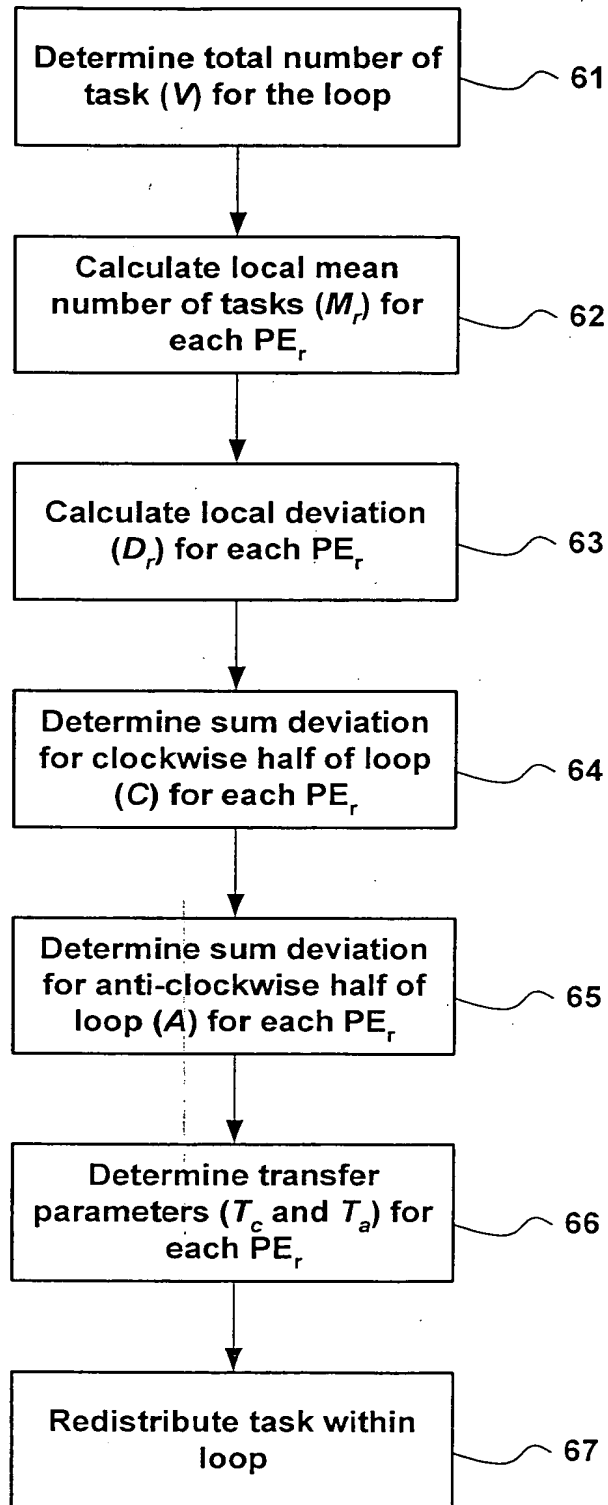 Determine total number of
task (V) for the loop
61
Calculate local mean
number of tasks (Mr) for
each PEr
62
Calculate local deviation
(Dr) for each PEr
63
Determine sum deviation
for clockwise half of loop
(C) for each PEr
64
Determine sum deviation
for anti-clockwise half of
loop (A) for each PEr
65
Determine transfer
parameters (Tc and Ta) for
each PEr
66
Redistribute task within
loop
67